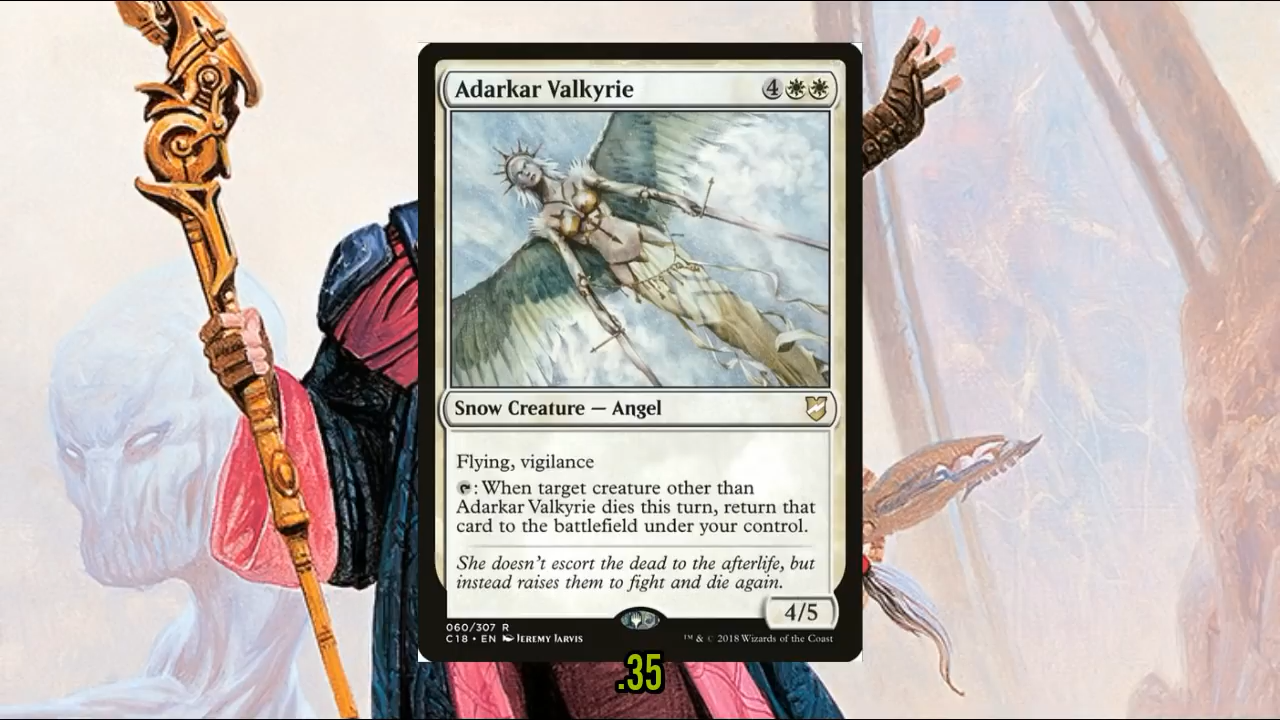 Adarkar Valkyrie 4
Snow Creature — Angel
Flying, vigilance
: When target creature other than
Adarkar Valkyrie dies this turn, return that
card to the battlefield under your control.
She doesn't escort the dead to the afterlife, but
instead raises them to fight and die again.
4/5
060/307 R
C18 • EN JEREMY JARVIS
™ & © 2018 Wizards of the Coast
.35